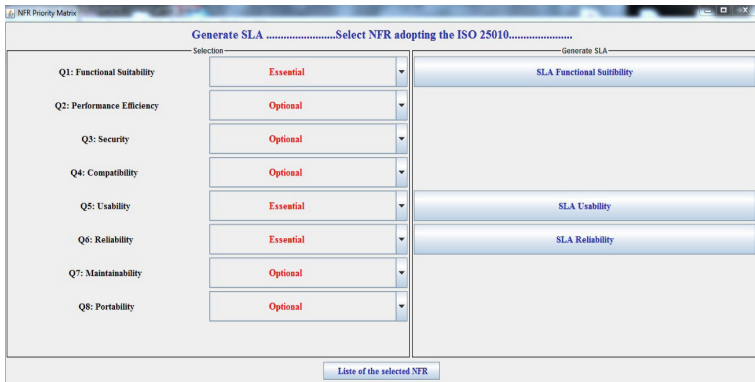 NFR Priority Matrix
Generate SLA ........................Select NFR adopting the ISO 25010......................
Selection
Generate SLA
Q1: Functional Suitability Essential SLA Functional Suitibility
Q2: Performance Efficiency Optional
Q3: Security Optional
Q4: Compatibility Optional
Q5: Usability Essential SLA Usability
Q6: Reliability Essential SLA Reliability
Q7: Maintainability Optional
Q8: Portability Optional
Liste of the selected NFR